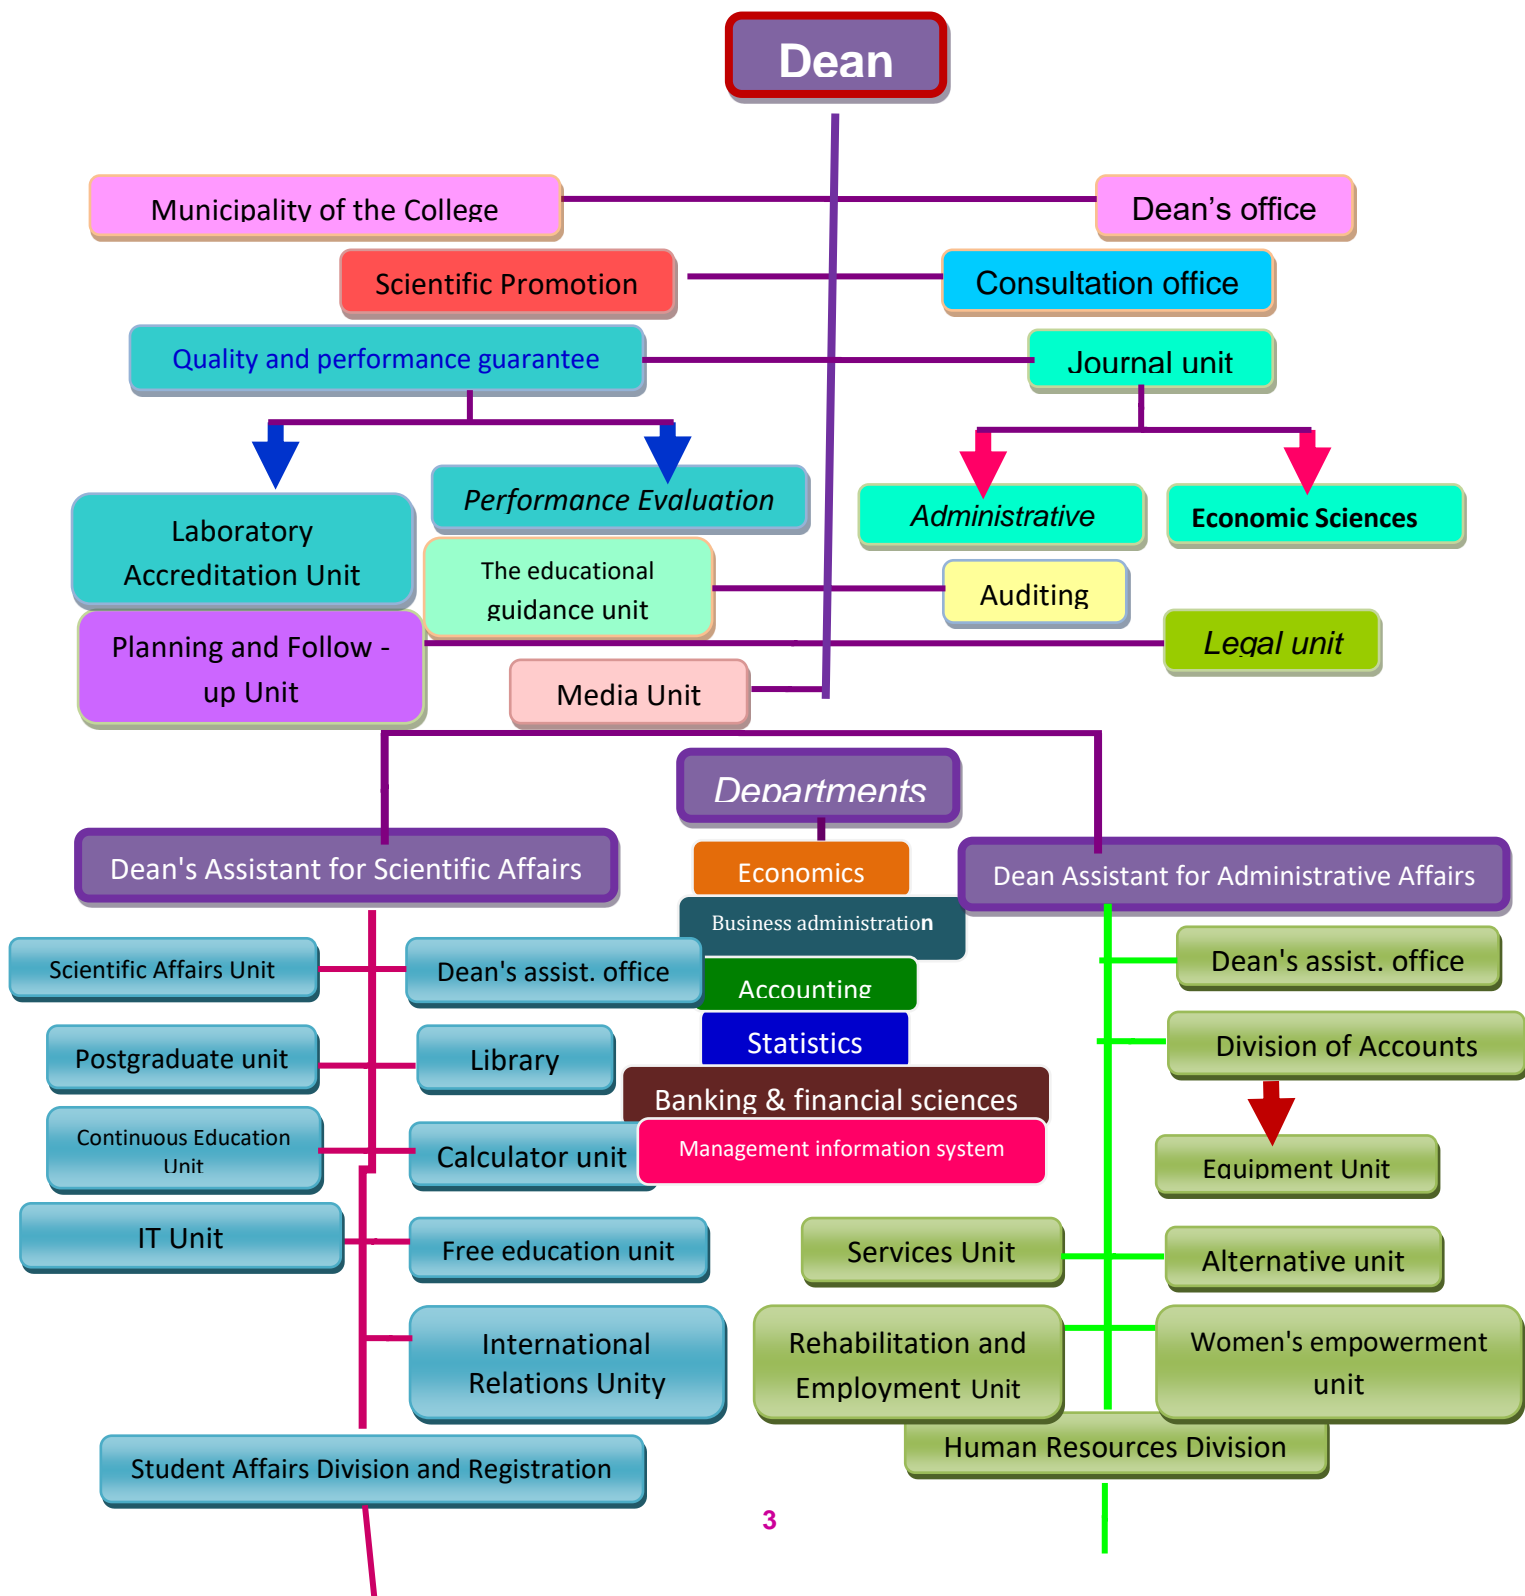 Dean
Municipality of the College
Dean's office
Scientific Promotion
Consultation office
Quality and performance guarantee
Journal unit
Laboratory
Accreditation Unit
Performance Evaluation
Administrative
Economic Sciences
The educational
guidance unit
Auditing
Planning and Follow -
up Unit
Legal unit
Media Unit
Departments
Dean's Assistant for Scientific Affairs
Economics
Dean Assistant for Administrative Affairs
Business administration
Scientific Affairs Unit
Dean's assist. office
Dean's assist. office
Accounting
Postgraduate unit
Library
Statistics
Division of Accounts
Banking & financial sciences
Continuous Education
Unit
Calculator unit
Management information system
Equipment Unit
IT Unit
Free education unit
Services Unit
Alternative unit
International
Relations Unity
Rehabilitation and
Employment Unit
Women's empowerment
unit
Student Affairs Division and Registration
Human Resources Division
3